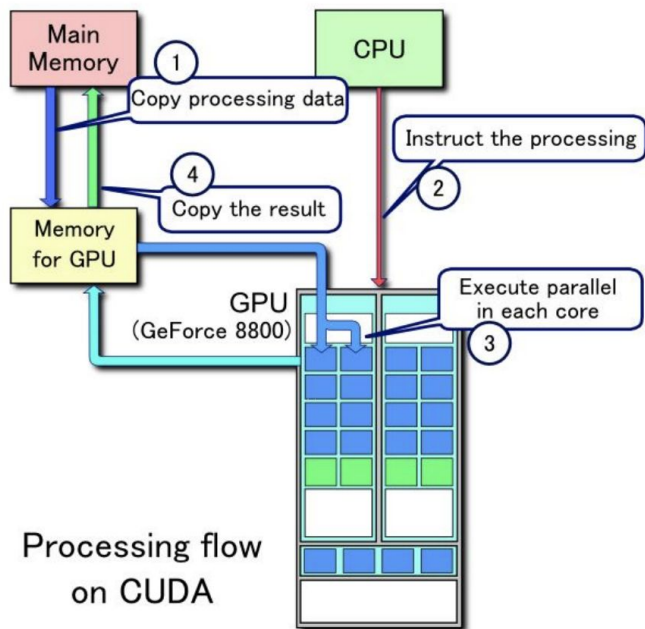 Main
Memory
CPU
1
Copy processing data
Instruct the processing
2
4
Copy the result
Memory
for GPU
GPU
(GeForce 8800)
Execute parallel
in each core
3
Processing flow
on CUDA